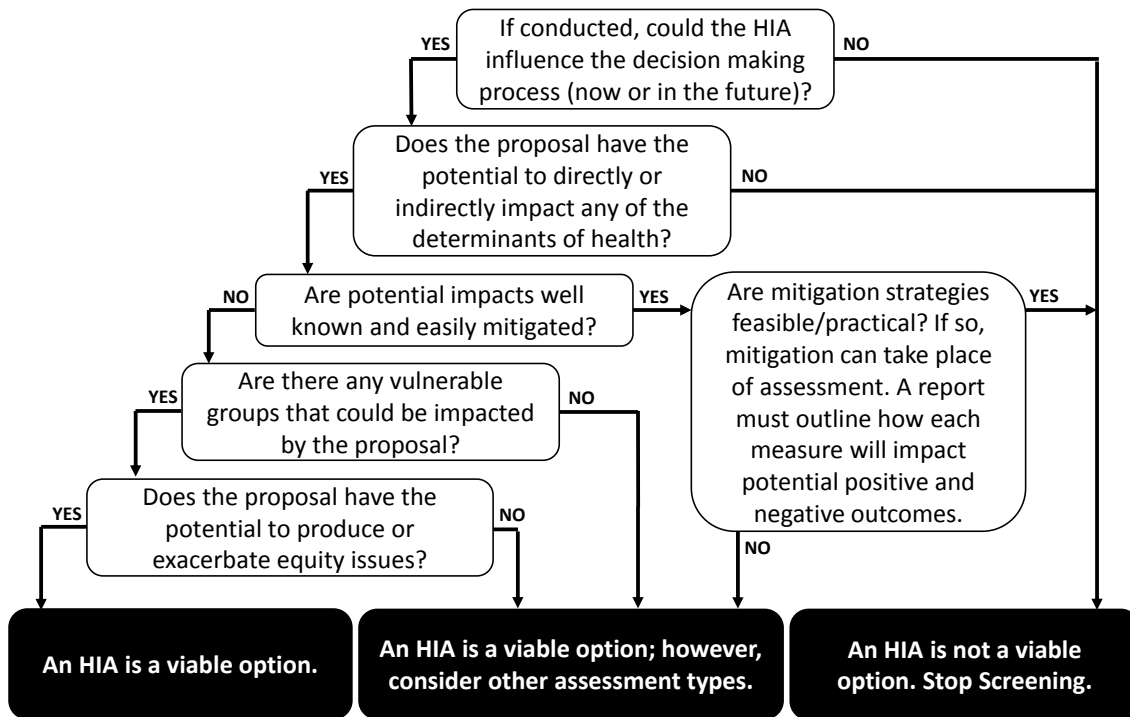 If conducted, could the HIA
influence the decision making
process (now or in the future)?
YES
NO
Does the proposal have the
potential to directly or
indirectly impact any of the
determinants of health?
YES
NO
Are potential impacts well
known and easily mitigated?
NO
YES
Are mitigation strategies
feasible/practical? If so,
mitigation can take place
of assessment. A report
must outline how each
measure will impact
potential positive and
negative outcomes.
YES
NO
Are there any vulnerable
groups that could be impacted
by the proposal?
YES
NO
Does the proposal have the
potential to produce or
exacerbate equity issues?
YES
NO
An HIA is a viable option.
An HIA is a viable option; however,
consider other assessment types.
An HIA is not a viable
option. Stop Screening.